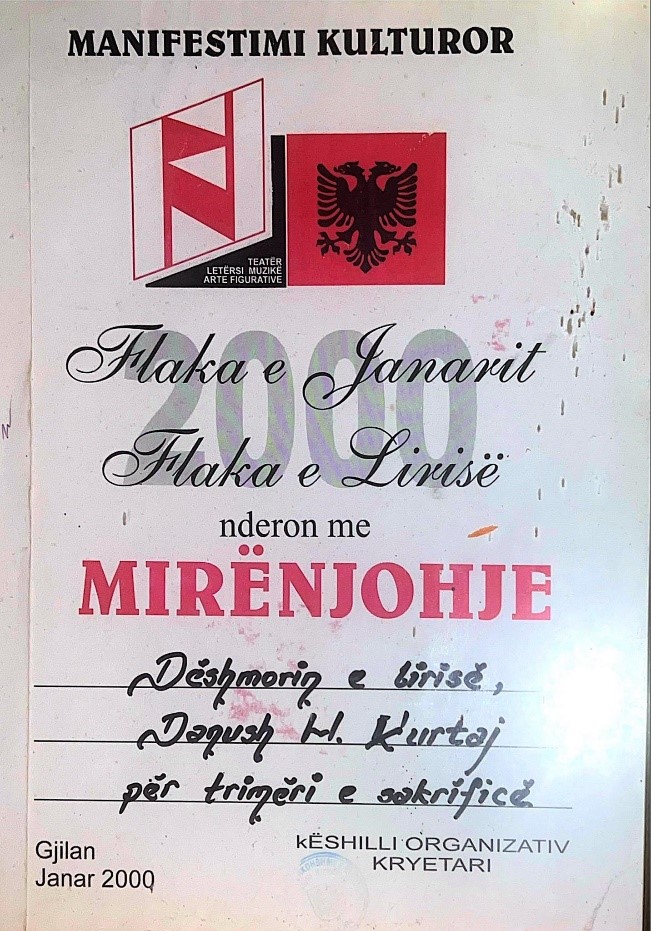 MANIFESTIMI KULTUROR
TEATËR
LETËRSI MUZIKË
ARTE FIGURATIVE
2000
Flaka e Janarit
Flaka e Lirisë
nderon me
MIRËNJOHJE
Dëshmorin e lirisë,
Danush H. Kurtaj
për trimëri e sakrificë
Gjilan
Janar 2000
kËSHILLI ORGANIZATIV
KRYETARI